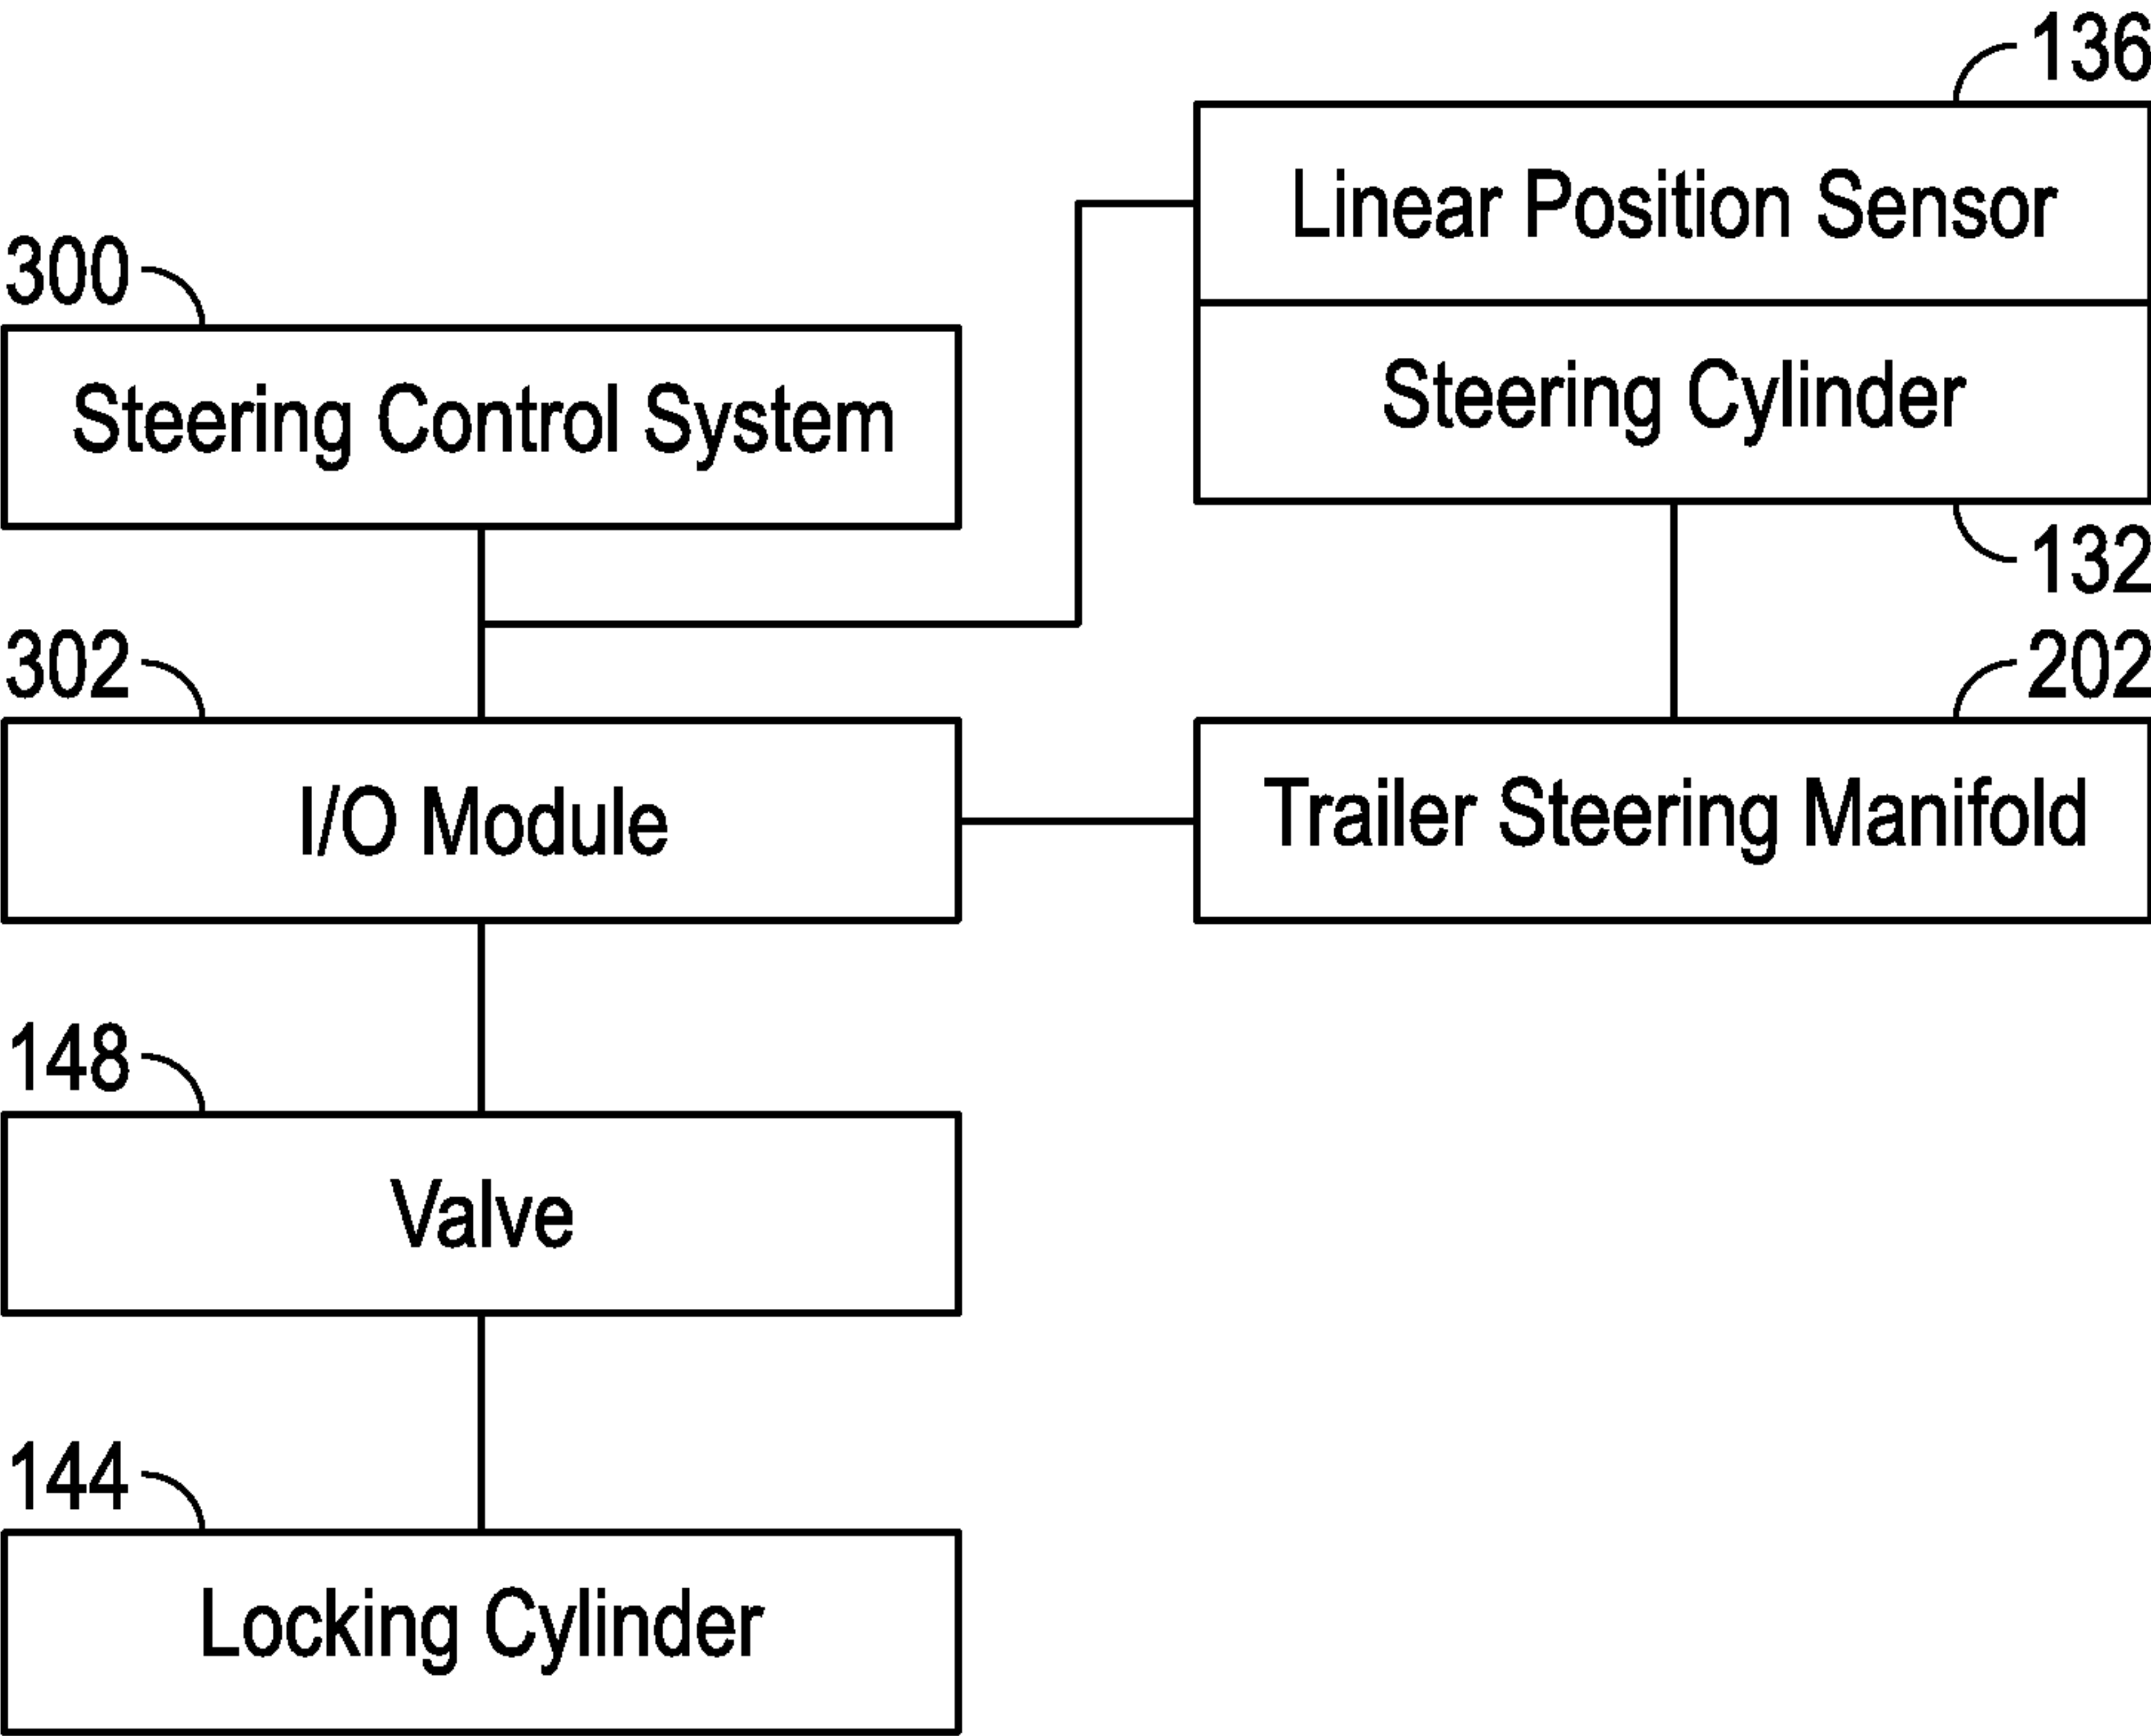 136
Linear Position Sensor
300
Steering Control System
Steering Cylinder
132
302
I/O Module
202
Trailer Steering Manifold
148
Valve
144
Locking Cylinder